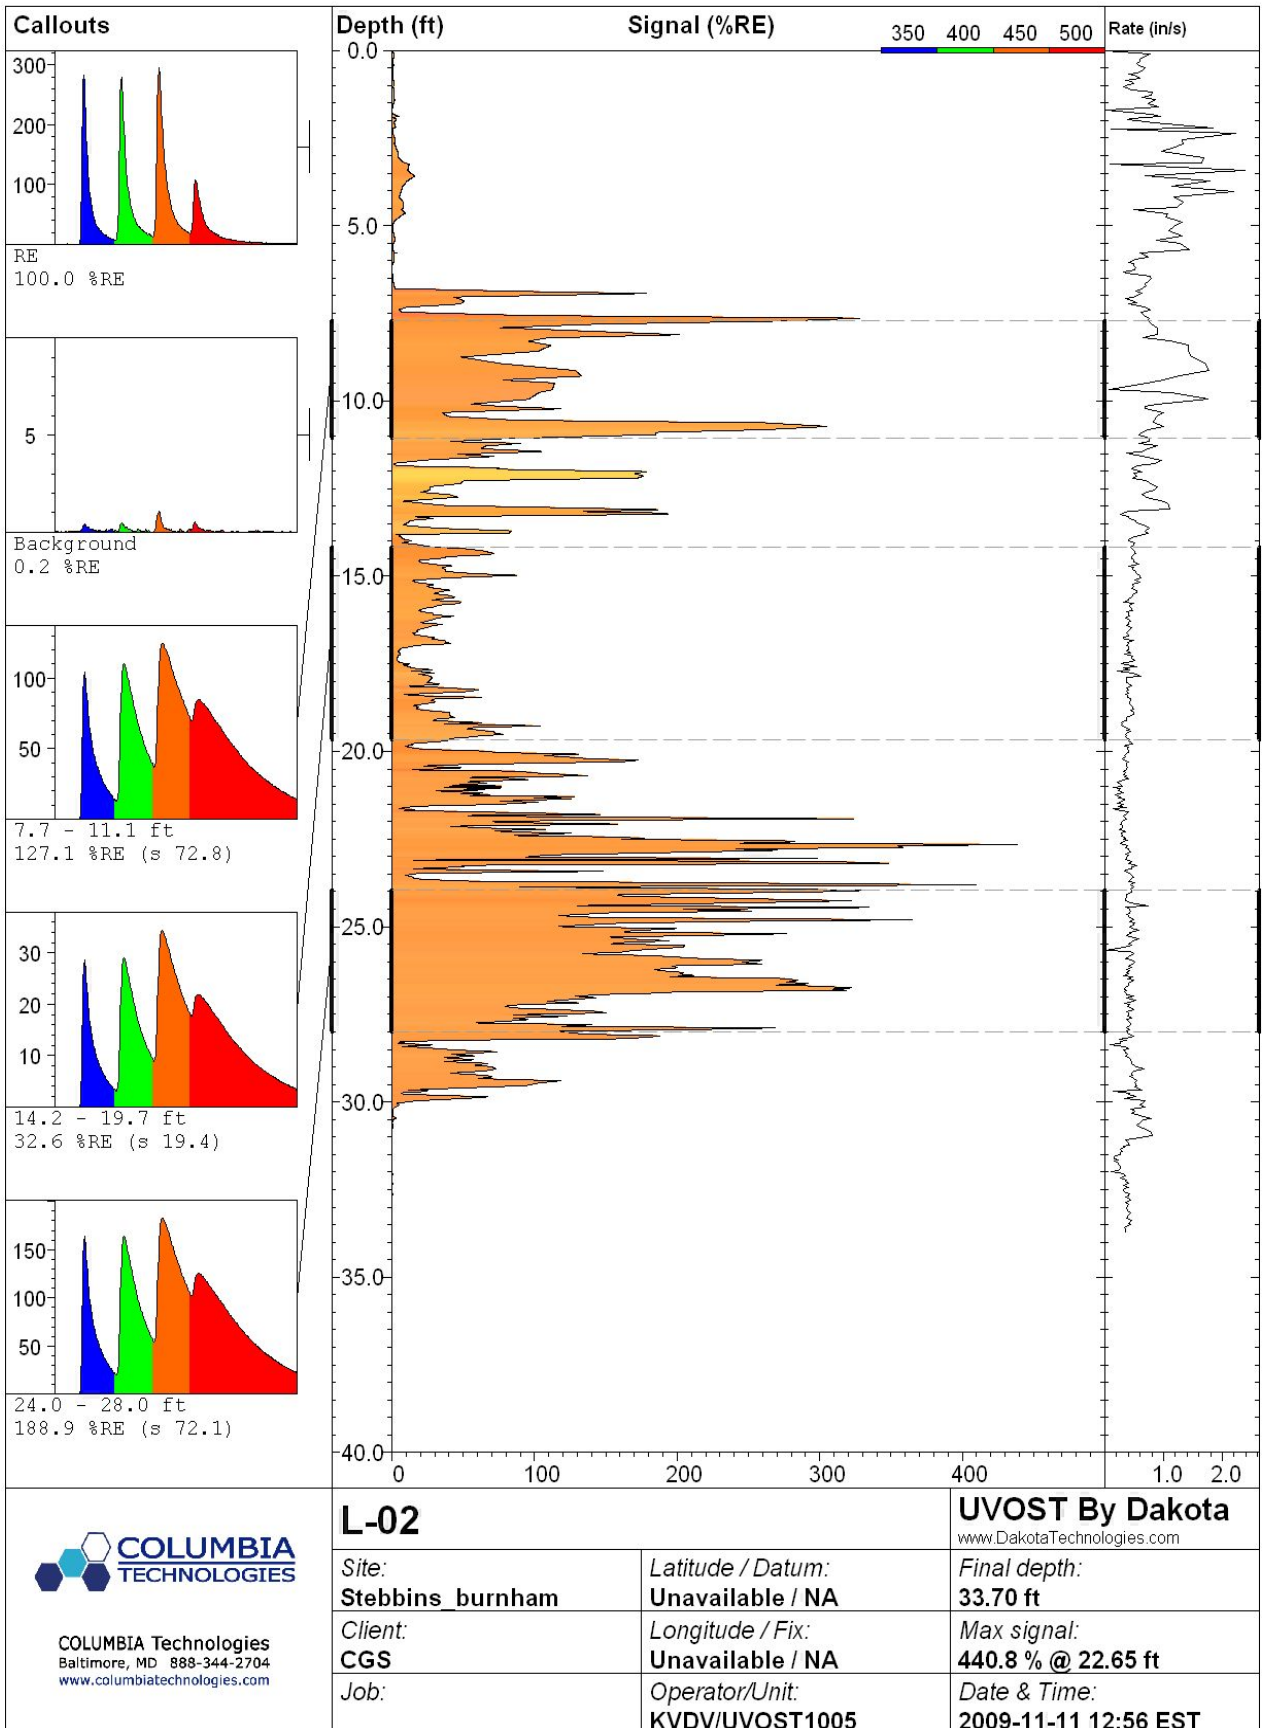 Callouts
Depth (ft)
Signal (%RE)
350 400 450 500
Rate (in/s)
300
200
100
RE
100.0 %RE
5
Background
0.2 %RE
100
50
7.7 - 11.1 ft
127.1 %RE (s 72.8)
30
20
10
14.2 - 19.7 ft
32.6 %RE (s 19.4)
150
100
50
24.0 - 28.0 ft
188.9 %RE (s 72.1)
0.0
5.0
10.0
15.0
20.0
25.0
30.0
35.0
40.0
0 100 200 300 400
1.0 2.0
COLUMBIA
TECHNOLOGIES
COLUMBIA Technologies
Baltimore, MD 888-344-2704
www.columbiatechnologies.com
L-02
UVOST By Dakota
www.DakotaTechnologies.com
Site:
Stebbins_burnham
Latitude / Datum:
Unavailable / NA
Final depth:
33.70 ft
Client:
CGS
Longitude / Fix:
Unavailable / NA
Max signal:
440.8 % @ 22.65 ft
Job:
Operator/Unit:
KVDV/UVOST1005
Date & Time:
2009-11-11 12:56 EST